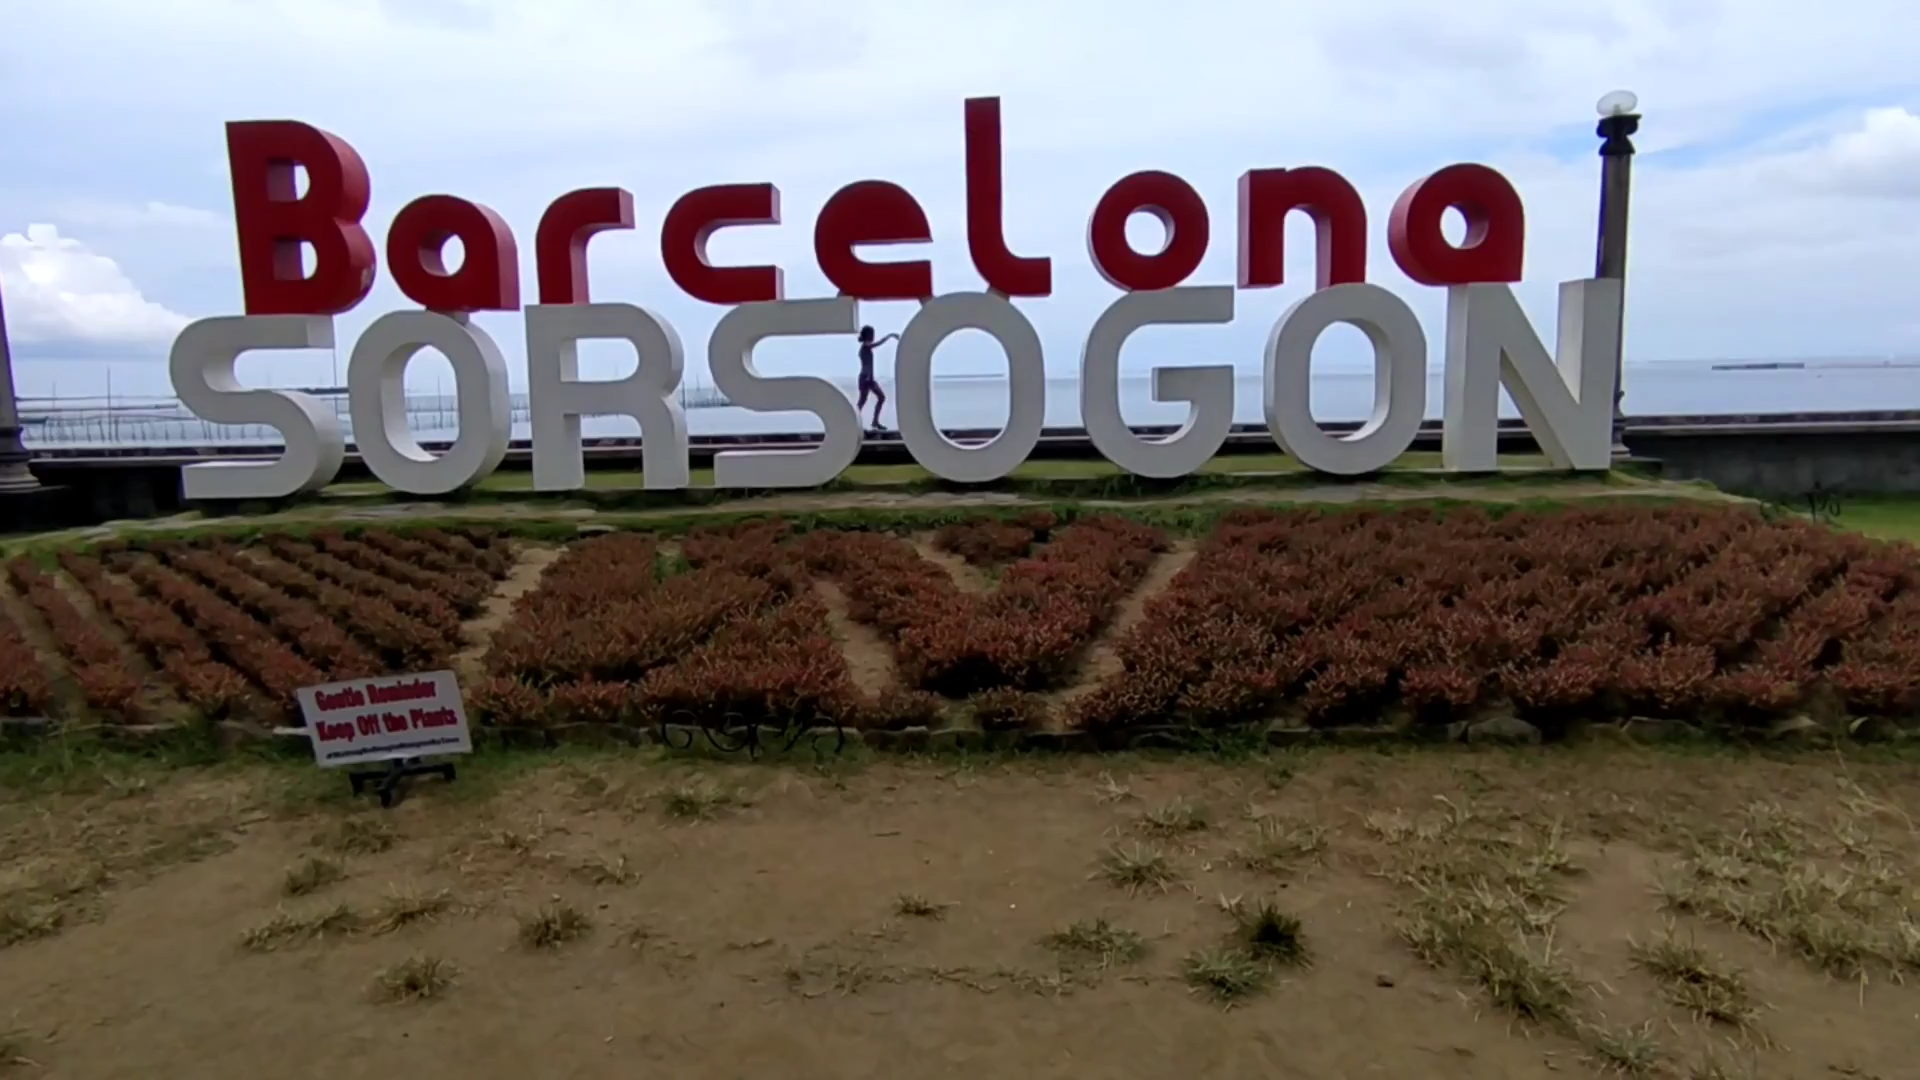 Barcelona
SORSOGON
Gentle Reminder
Keep Off the Plants